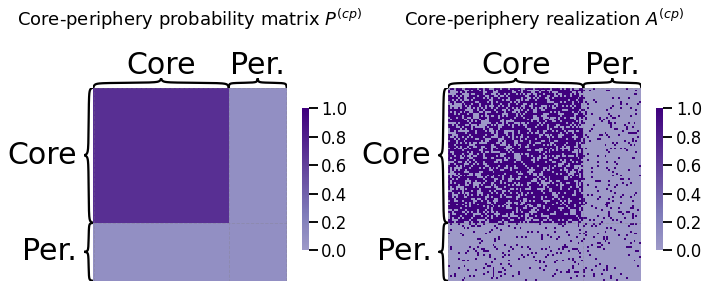 Core-periphery probability matrix P^(cp)
Core Per.
Core
Per.
1.0
0.8
0.6
0.4
0.2
0.0
Core-periphery realization A^(cp)
Core Per.
Core
Per.
1.0
0.8
0.6
0.4
0.2
0.0